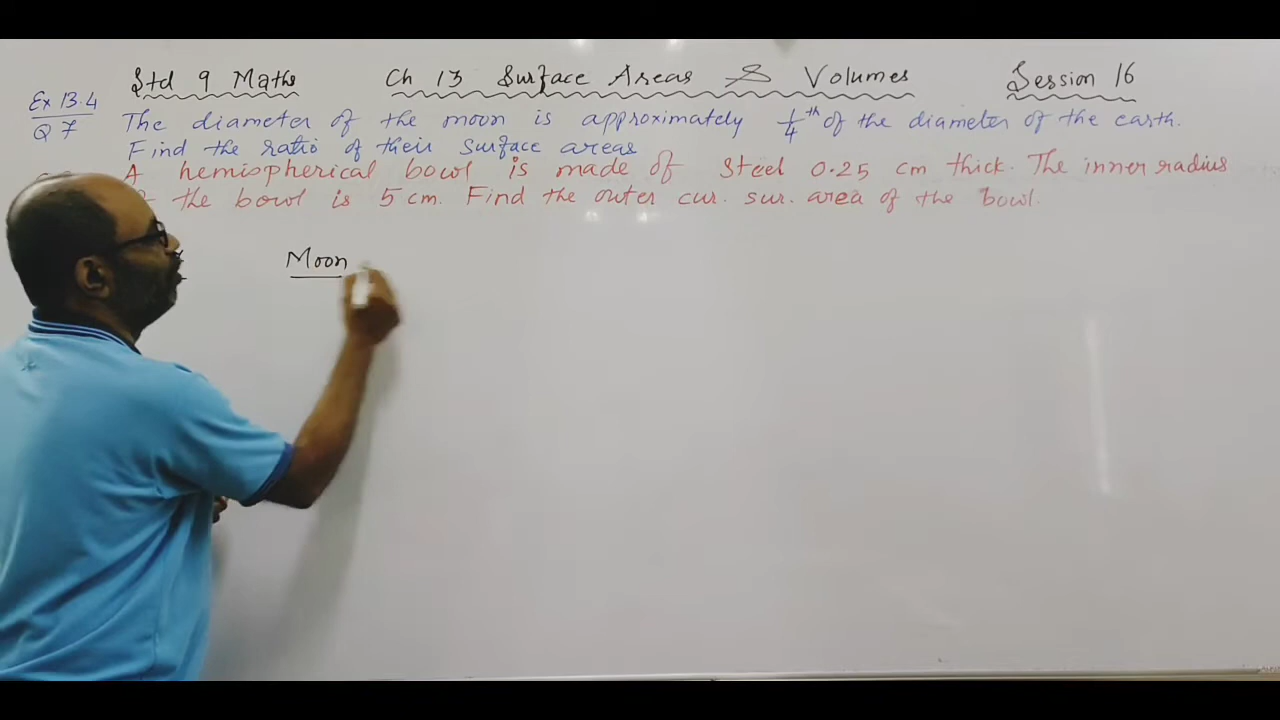 Std 9 Maths Ch 13 Surface Areas & Volumes Session 16
Ex 13.4
Q 7 The diameter of the moon is approximately 1/4 th of the diameter of the earth.
Find the ratio of their surface areas
A hemispherical bowl is made of steel 0.25 cm thick. The inner radius
the bowl is 5 cm. Find the outer cur. sur. area of the bowl.
Moon